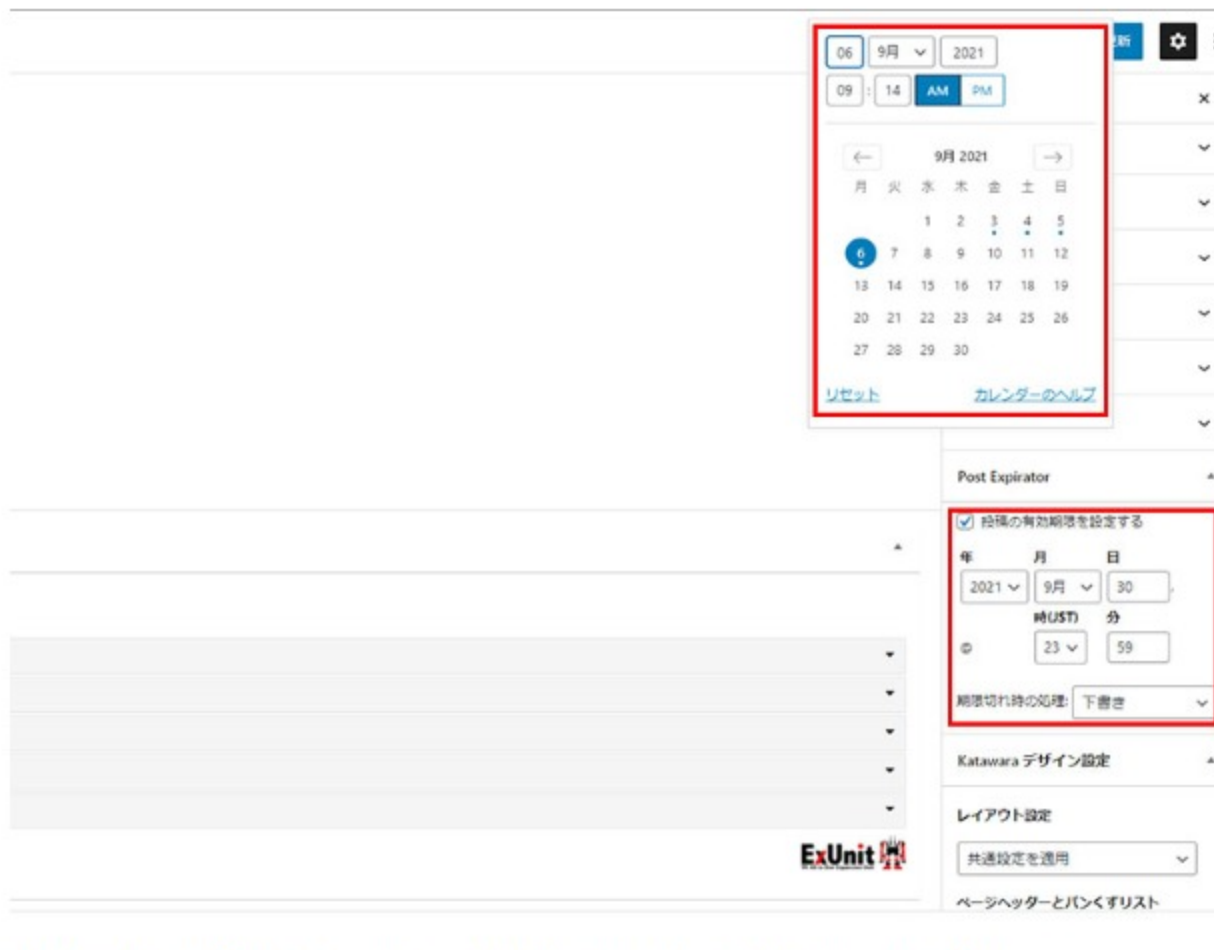 06 9月 2021
09 : 14 AM PM
新
9月 2021
月 火 水 木 金 土 日
1 2 3 4 5
6 7 8 9 10 11 12
13 14 15 16 17 18 19
20 21 22 23 24 25 26
27 28 29 30
リセット カレンダーのヘルプ
Post Expirator
投稿の有効期限を設定する
年 月 日
2021 9月 30 ,
時(JST) 分
@ 23 59
期限切れ時の処理: 下書き
Katawara デザイン設定
レイアウト設定
共通設定を適用
ExUnit
ページヘッダーとパンくずリスト